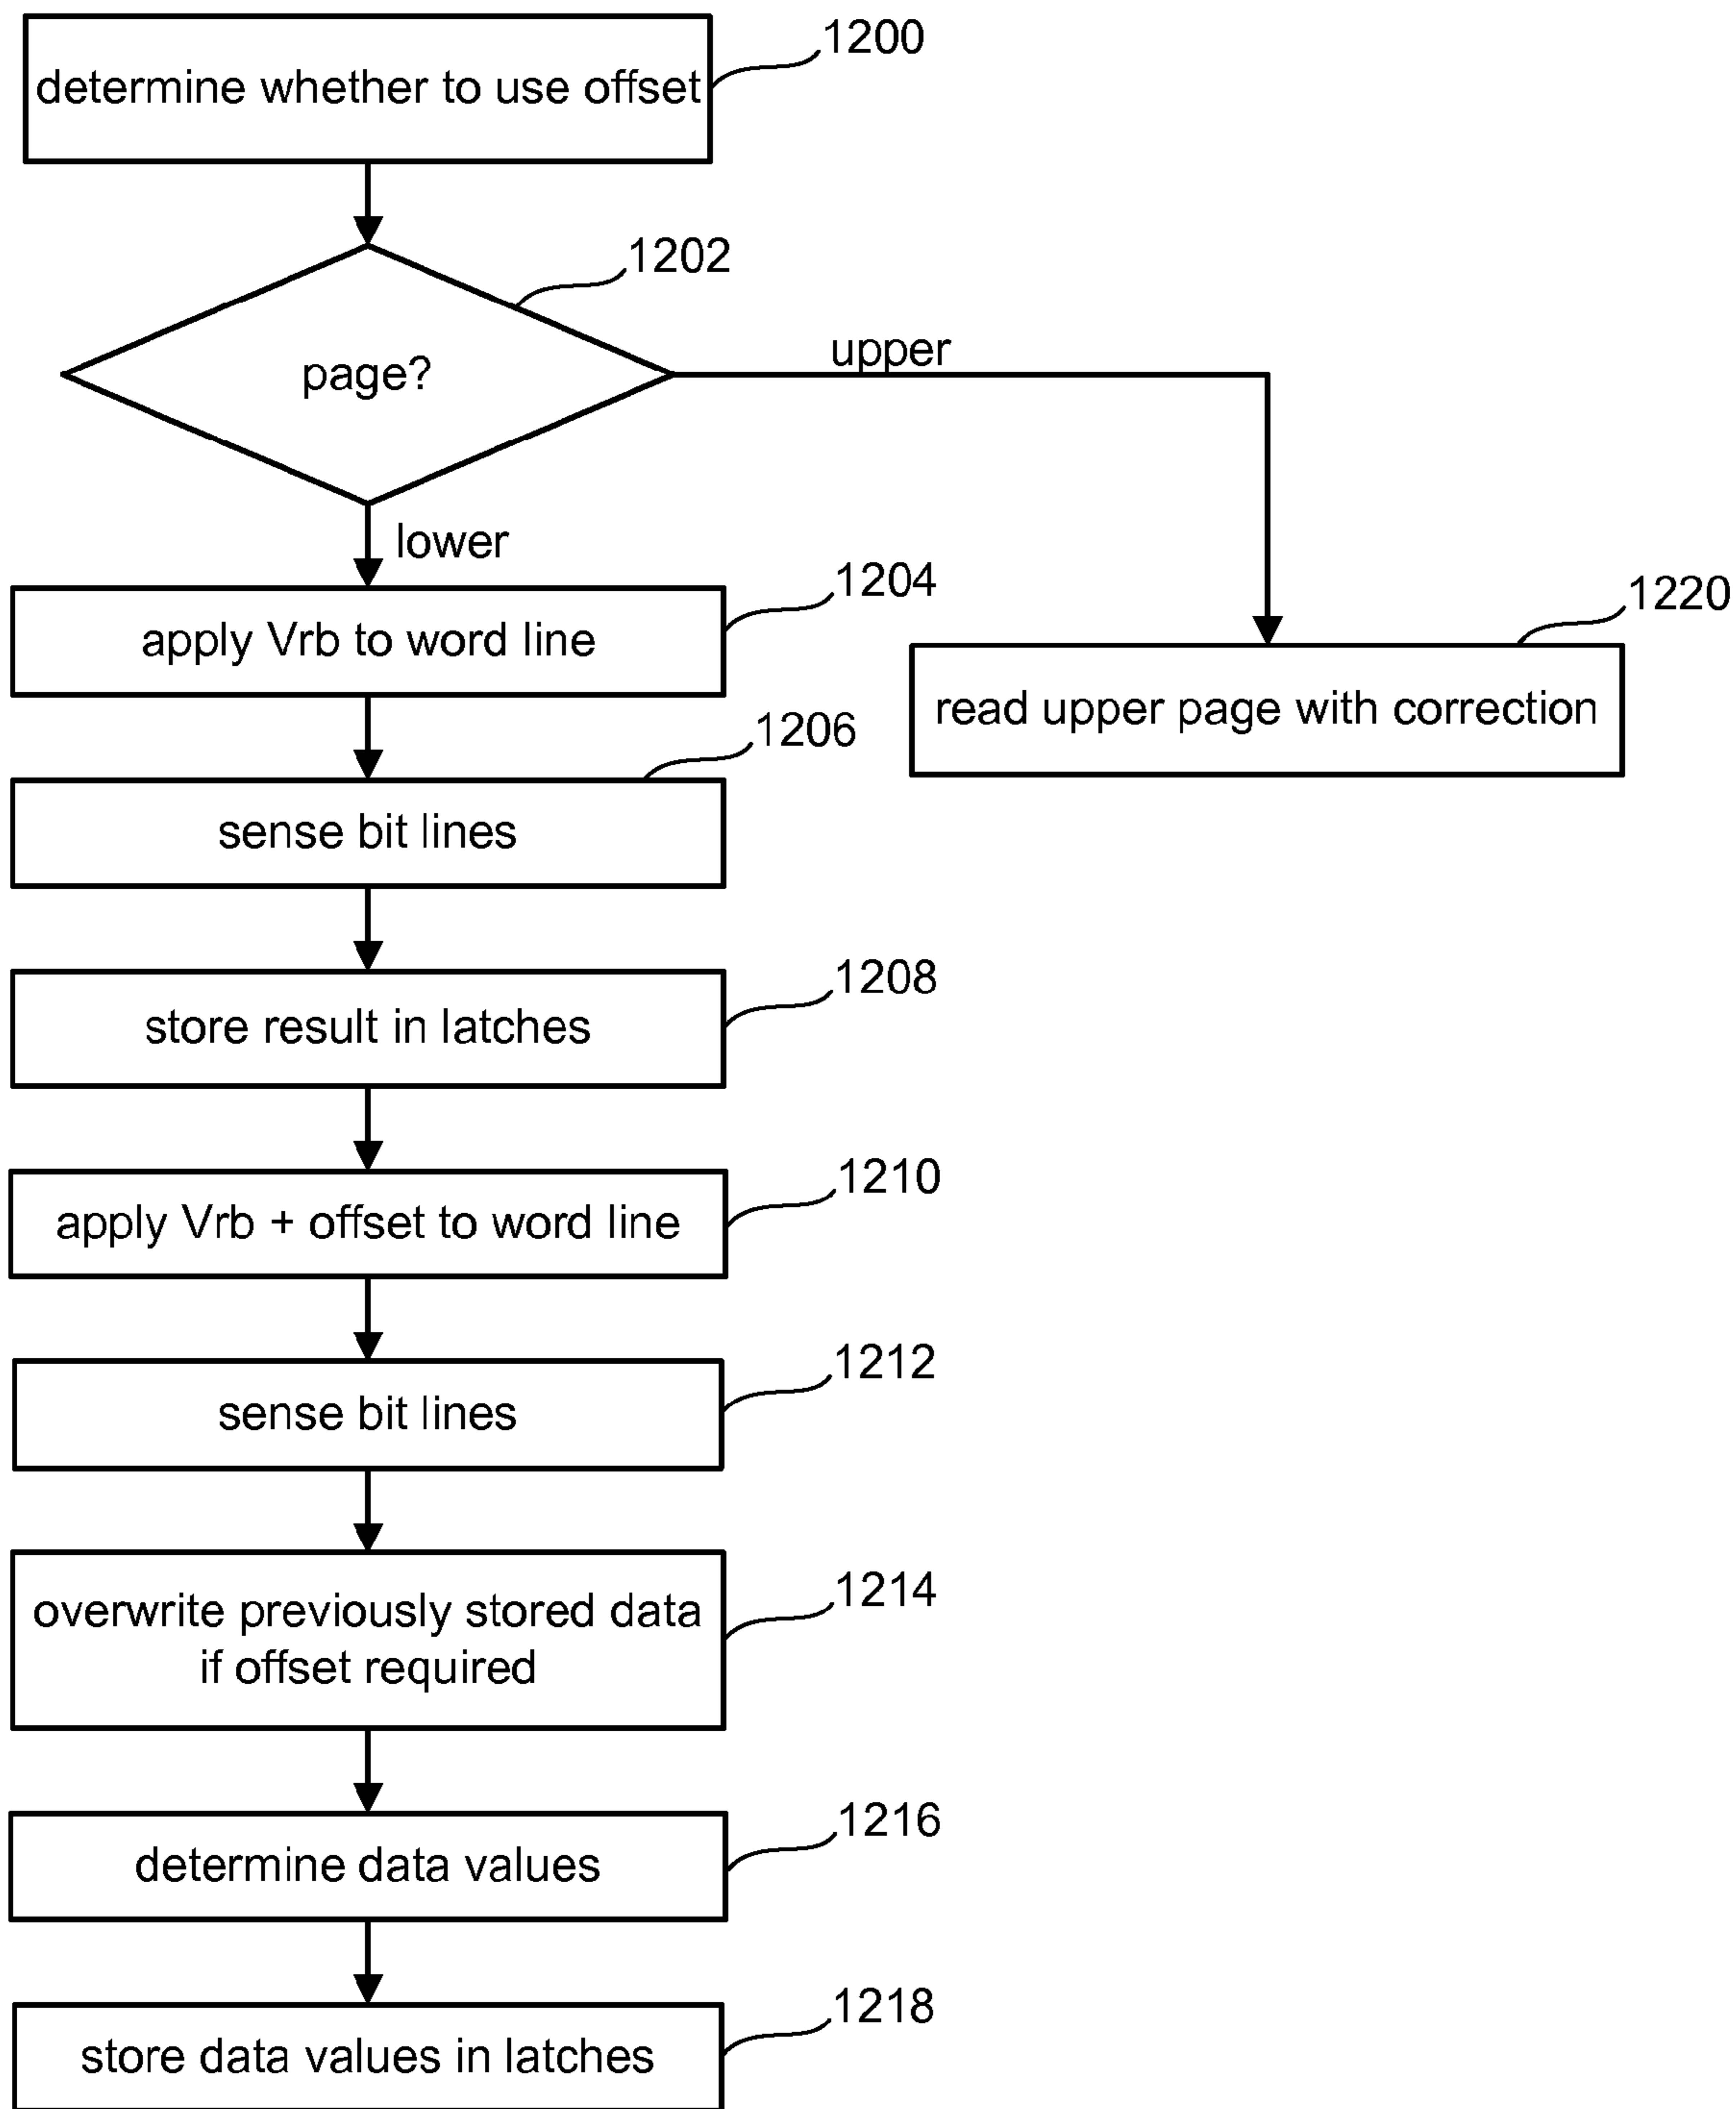 1200
determine whether to use offset
1202
page?
upper
lower
1204
apply Vrb to word line
1220
read upper page with correction
1206
sense bit lines
1208
store result in latches
1210
apply Vrb + offset to word line
1212
sense bit lines
1214
overwrite previously stored data
if offset required
1216
determine data values
1218
store data values in latches